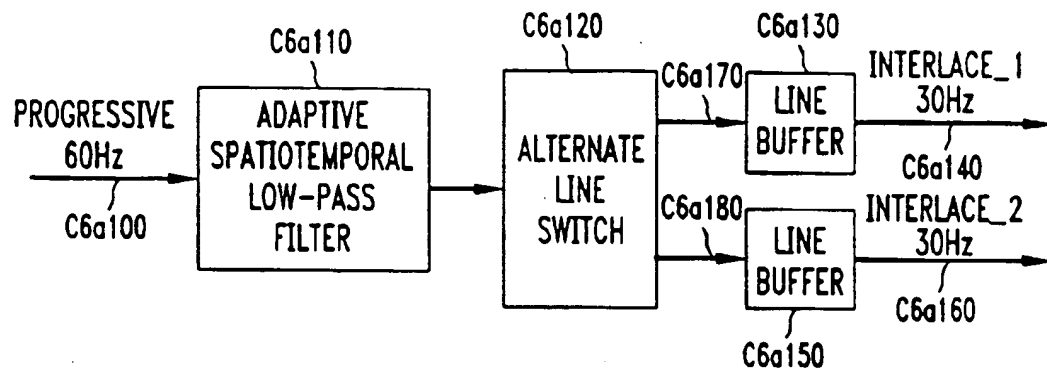 C6a110
C6a120
C6a130
C6a170
INTERLACE_1
30Hz
C6a140
PROGRESSIVE
60Hz
C6a100
ADAPTIVE
SPATIOTEMPORAL
LOW-PASS
FILTER
ALTERNATE
LINE
SWITCH
LINE
BUFFER
C6a180
LINE
BUFFER
INTERLACE_2
30Hz
C6a160
C6a150